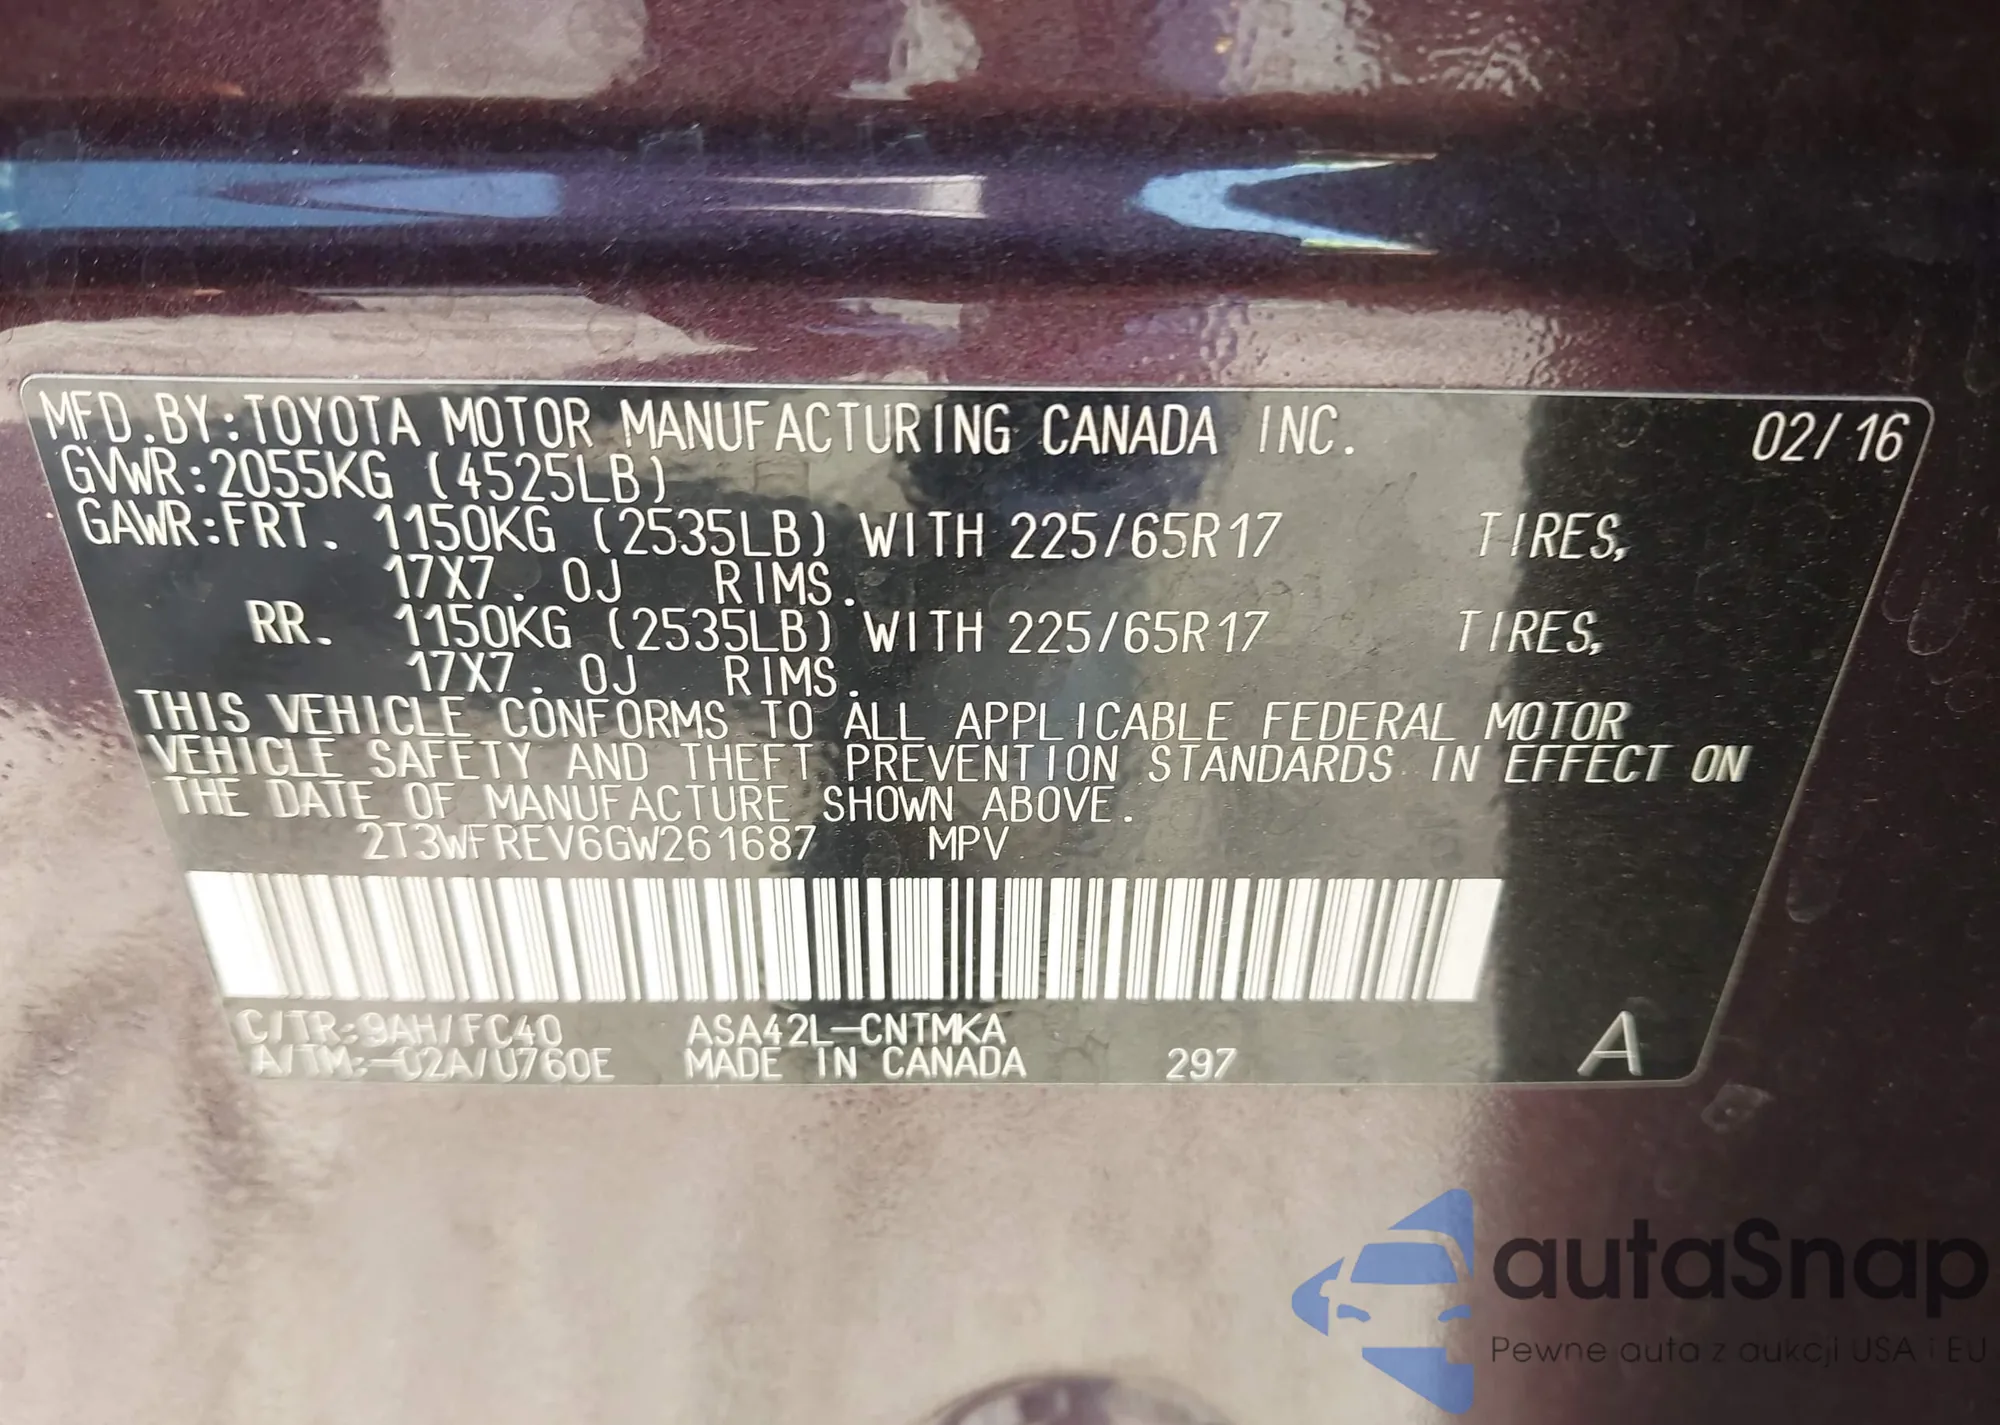 MFD.BY:TOYOTA MOTOR MANUFACTURING CANADA INC. 02/16
GVWR:2055KG (4525LB)
GAWR:FRT. 1150KG (2535LB) WITH 225/65R17 TIRES,
17X7.0J RIMS.
RR. 1150KG (2535LB) WITH 225/65R17 TIRES,
17X7.0J RIMS.
THIS VEHICLE CONFORMS TO ALL APPLICABLE FEDERAL MOTOR
VEHICLE SAFETY AND THEFT PREVENTION STANDARDS IN EFFECT ON
THE DATE OF MANUFACTURE SHOWN ABOVE.
2T3WFREV6GW261687 MPV
C/TR:9AH/FC40 ASA42L-CNTMKA
A/TM:-02A/U760E MADE IN CANADA 297 A
autaSnap
Pewne auta z aukcji USA i EU